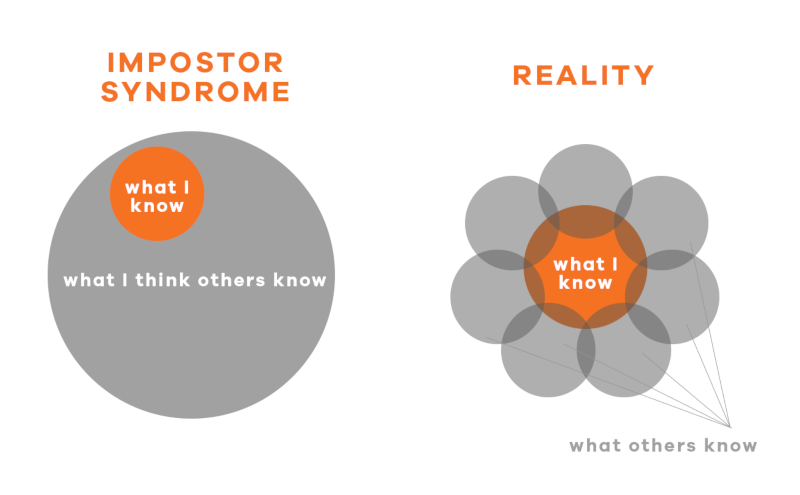 IMPOSTOR
SYNDROME
what I
know
what I think others know
REALITY
what I
know
what others know